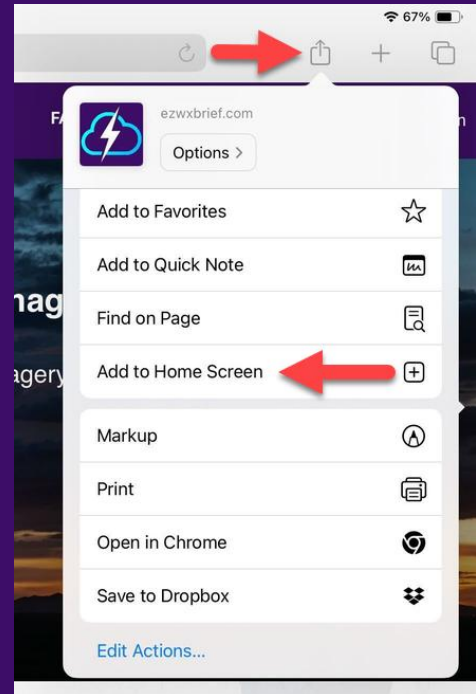 67%
ezwxbrief.com
Options >
Add to Favorites
Add to Quick Note
Find on Page
Add to Home Screen
Markup
Print
Open in Chrome
Save to Dropbox
Edit Actions...